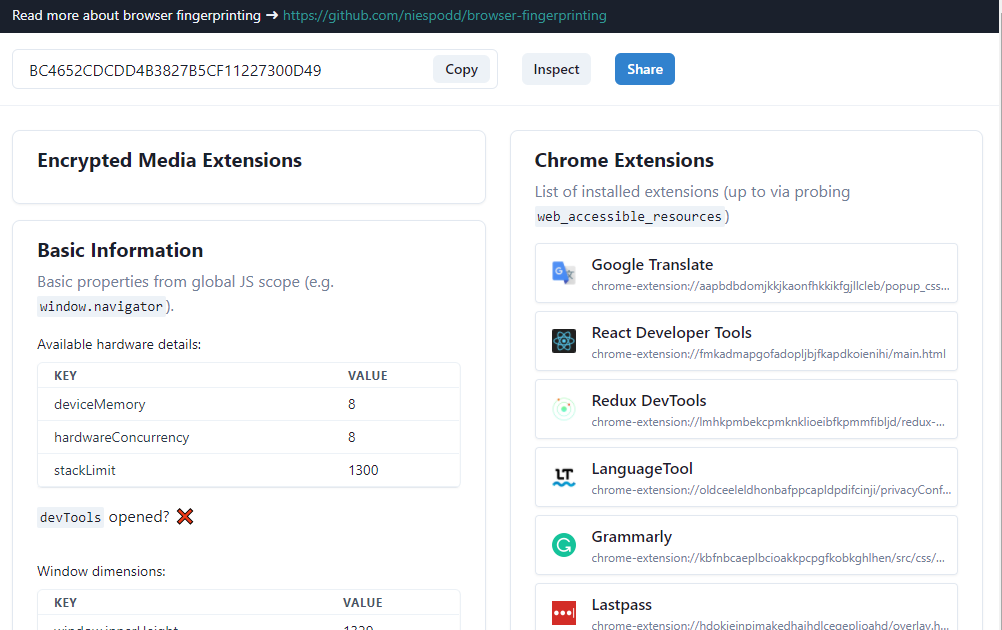 Read more about browser fingerprinting ➜ https://github.com/niespodd/browser-fingerprinting
BC4652CDCDD4B3827B5CF11227300D49
Copy
Inspect
Share
Encrypted Media Extensions
Basic Information
Basic properties from global JS scope (e.g.
window.navigator).
Available hardware details:
KEY VALUE
deviceMemory 8
hardwareConcurrency 8
stackLimit 1300
devTools opened? ❌
Window dimensions:
KEY VALUE
window.innerHeight 1329
Chrome Extensions
List of installed extensions (up to via probing
web_accessible_resources)
Google Translate
chrome-extension://aapbdbdomjkkjkaonfhkkikfgjllcleb/popup_css...
React Developer Tools
chrome-extension://fmkadmapgofadopljbjfkapdkoienihi/main.html
Redux DevTools
chrome-extension://lmhkpmbekcpmknklioeibfkpmmfibljd/redux-...
LT
LanguageTool
chrome-extension://oldceeleldhonbafppcapldpdifcinji/privacyConf...
Grammarly
chrome-extension://kbfnbcaeplbcioakkpcpgfkobkghlhen/src/css/...
Lastpass
chrome-extension://hdokiejnpimakedhajhdlcegeplioahd/overlay.h...